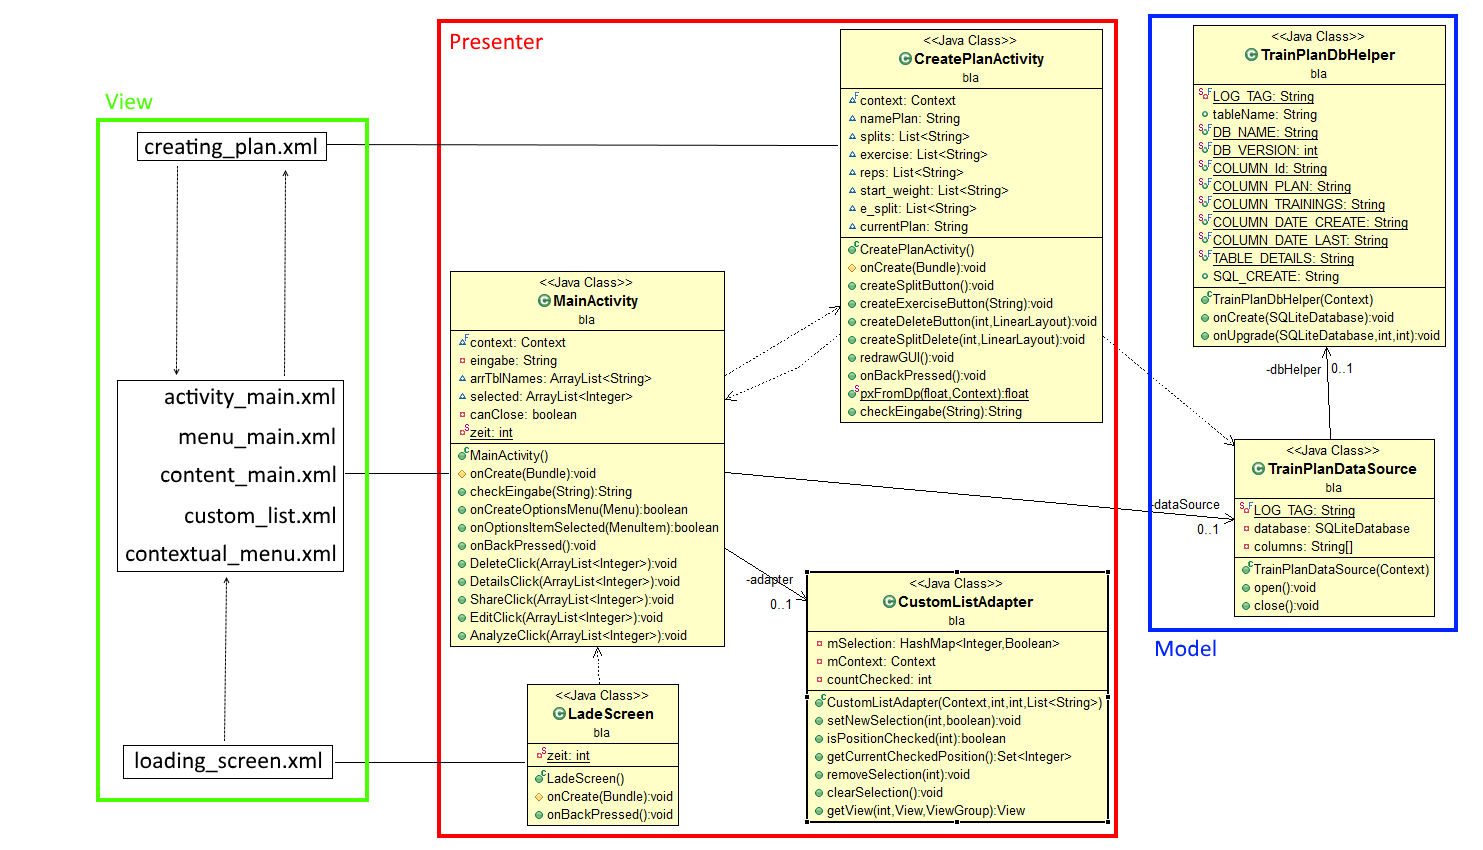 View
creating_plan.xml
activity_main.xml
menu_main.xml
content_main.xml
custom_list.xml
contextual_menu.xml
loading_screen.xml
Presenter
<<Java Class>>
CreatePlanActivity
bla
context: Context
namePlan: String
splits: List<String>
exercise: List<String>
reps: List<String>
start_weight: List<String>
e_split: List<String>
currentPlan: String
CreatePlanActivity()
onCreate(Bundle):void
createSplitButton():void
createExerciseButton(String):void
createDeleteButton(int,LinearLayout):void
createSplitDelete(int,LinearLayout):void
redrawGUI():void
onBackPressed():void
pxFromDp(float,Context):float
checkEingabe(String):String
<<Java Class>>
MainActivity
bla
context: Context
eingabe: String
arrTblNames: ArrayList<String>
selected: ArrayList<Integer>
canClose: boolean
zeit: int
MainActivity()
onCreate(Bundle):void
checkEingabe(String):String
onCreateOptionsMenu(Menu):boolean
onOptionsItemSelected(MenuItem):boolean
onBackPressed():void
DeleteClick(ArrayList<Integer>):void
DetailsClick(ArrayList<Integer>):void
ShareClick(ArrayList<Integer>):void
EditClick(ArrayList<Integer>):void
AnalyzeClick(ArrayList<Integer>):void
<<Java Class>>
LadeScreen
bla
zeit: int
LadeScreen()
onCreate(Bundle):void
onBackPressed():void
-adapter
0..1
<<Java Class>>
CustomListAdapter
bla
mSelection: HashMap<Integer,Boolean>
mContext: Context
countChecked: int
CustomListAdapter(Context,int,int,List<String>)
setNewSelection(int,boolean):void
isPositionChecked(int):boolean
getCurrentCheckedPosition():Set<Integer>
removeSelection(int):void
clearSelection():void
getView(int,View,ViewGroup):View
<<Java Class>>
TrainPlanDbHelper
bla
LOG_TAG: String
tableName: String
DB_NAME: String
DB_VERSION: int
COLUMN_Id: String
COLUMN_PLAN: String
COLUMN_TRAININGS: String
COLUMN_DATE_CREATE: String
COLUMN_DATE_LAST: String
TABLE_DETAILS: String
SQL_CREATE: String
TrainPlanDbHelper(Context)
onCreate(SQLiteDatabase):void
onUpgrade(SQLiteDatabase,int,int):void
-dbHelper
0..1
-dataSource
0..1
<<Java Class>>
TrainPlanDataSource
bla
LOG_TAG: String
database: SQLiteDatabase
columns: String[]
TrainPlanDataSource(Context)
open():void
close():void
Model